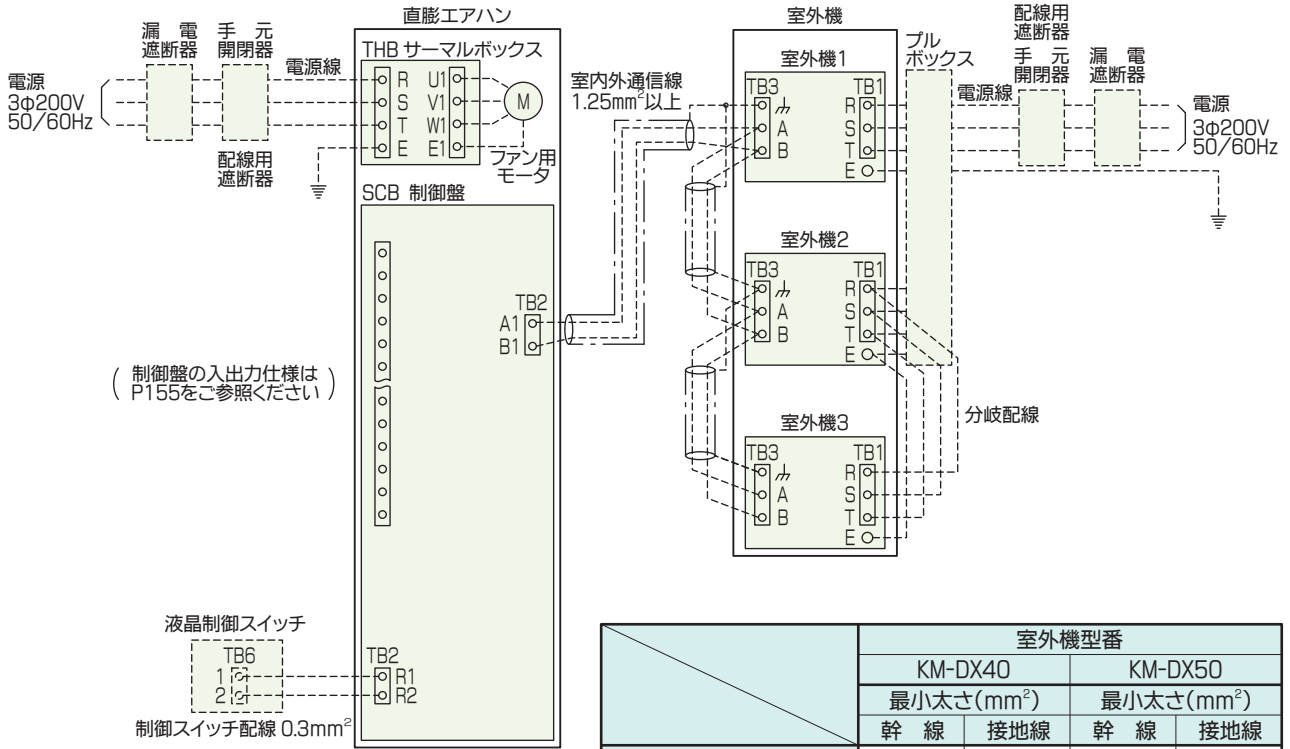 直膨エアハン
漏　電
遮断器
手　元
開閉器
電源線
電源
3φ200V
50/60Hz
配線用
遮断器
THB サーマルボックス
R
S
T
E
U1
V1
W1
E1
M
ファン用
モータ
SCB 制御盤
TB2
A1
B1
(制御盤の入出力仕様は
P155をご参照ください)
液晶制御スイッチ
TB6
1
2
制御スイッチ配線 0.3mm²
TB2
R1
R2
室内外通信線
1.25mm²以上
室外機
室外機1
TB3
A
B
TB1
R
S
T
E
室外機2
TB3
A
B
TB1
R
S
T
E
室外機3
TB3
A
B
TB1
R
S
T
E
プル
ボックス
電源線
配線用
遮断器
手　元
開閉器
漏　電
遮断器
電源
3φ200V
50/60Hz
分岐配線
室外機型番
KM-DX40
KM-DX50
最小太さ(mm²)
最小太さ(mm²)
幹　線
接地線
幹　線
接地線